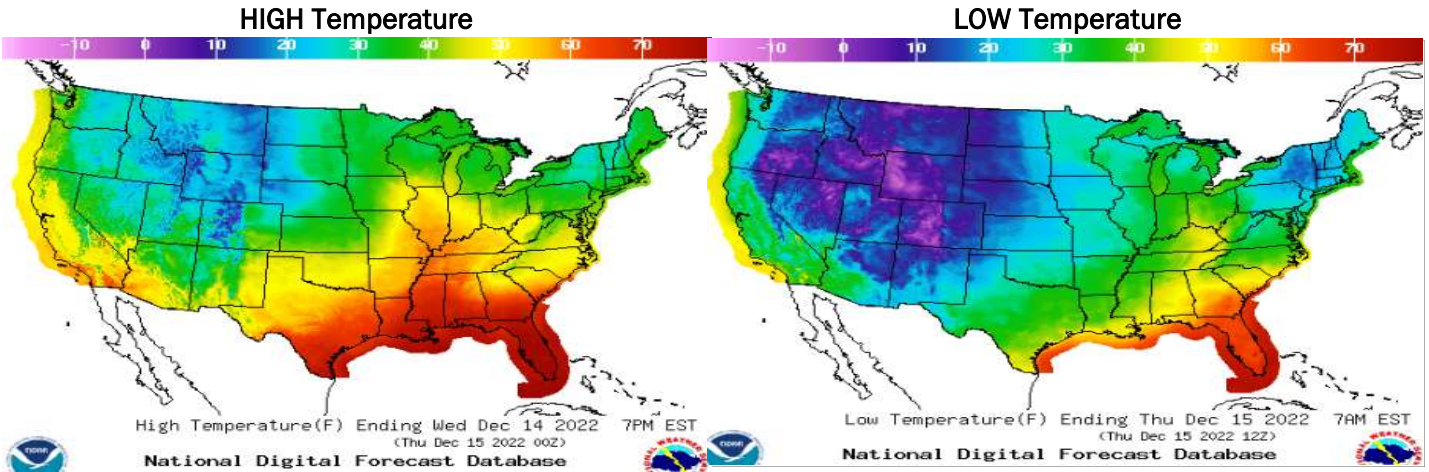 HIGH Temperature
LOW Temperature
-10 0 10 20 30 40 50 60 70
-10 0 10 20 30 40 50 60 70
High Temperature(F) Ending Wed Dec 14 2022 7PM EST
(Thu Dec 15 2022 00Z)
National Digital Forecast Database
Low Temperature(F) Ending Thu Dec 15 2022 7AM EST
(Thu Dec 15 2022 12Z)
National Digital Forecast Database